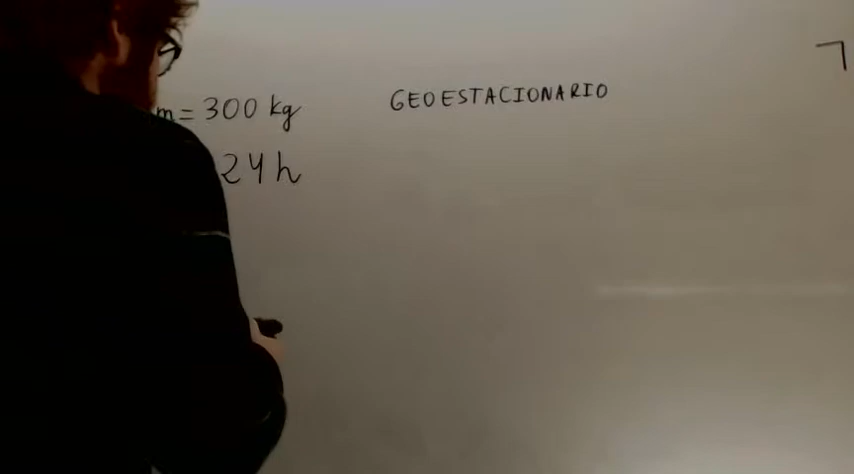 m = 300 kg
GEOESTACIONARIO
24 h